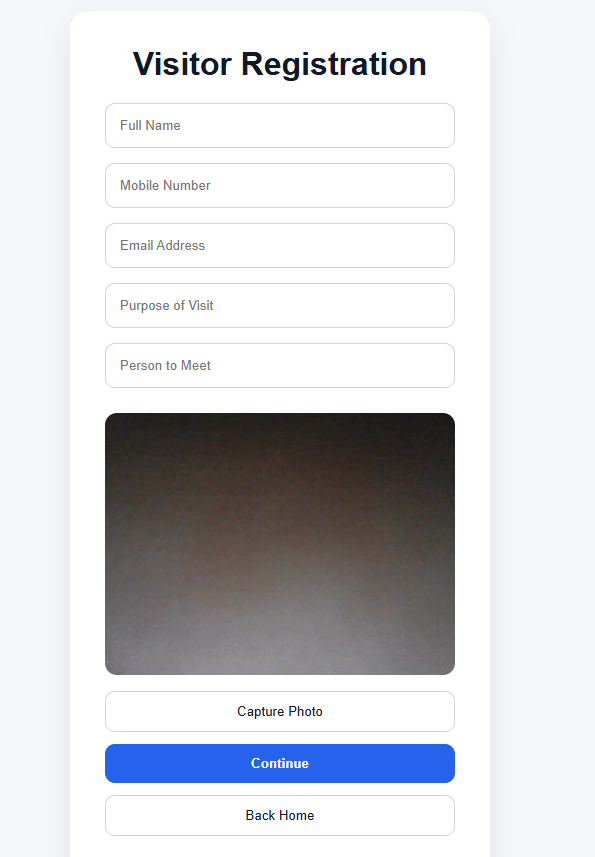 Visitor Registration
Full Name
Mobile Number
Email Address
Purpose of Visit
Person to Meet
Capture Photo
Continue
Back Home